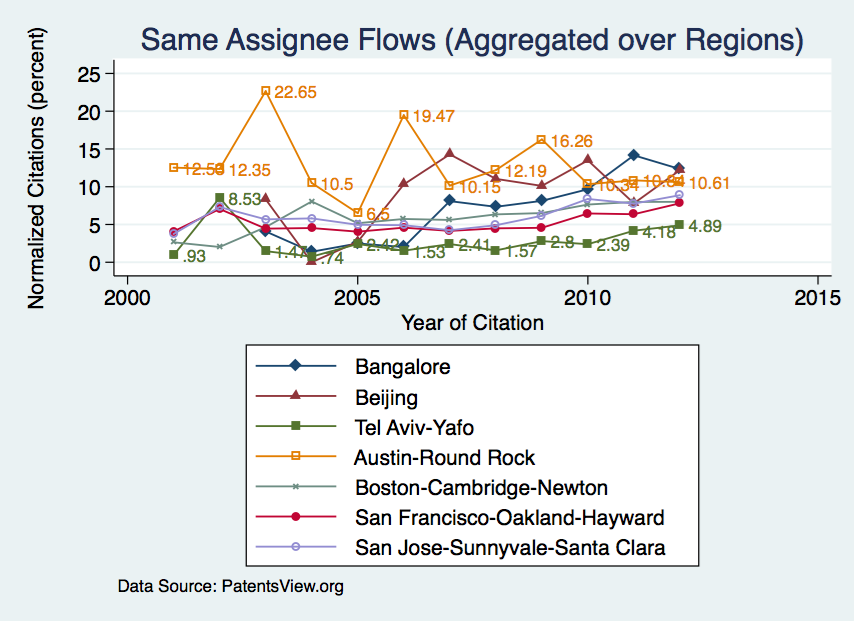 Same Assignee Flows (Aggregated over Regions)
Normalized Citations (percent)
25
20
15
10
5
0
22.65
19.47
16.26
12.35
12.19
10.5
10.15
10.34
10.61
6.5
8.53
.93
.74
2.42
1.53
2.41
1.57
2.8
2.39
4.18
4.89
2000
2005
2010
2015
Year of Citation
Bangalore
Beijing
Tel Aviv-Yafo
Austin-Round Rock
Boston-Cambridge-Newton
San Francisco-Oakland-Hayward
San Jose-Sunnyvale-Santa Clara
Data Source: PatentsView.org